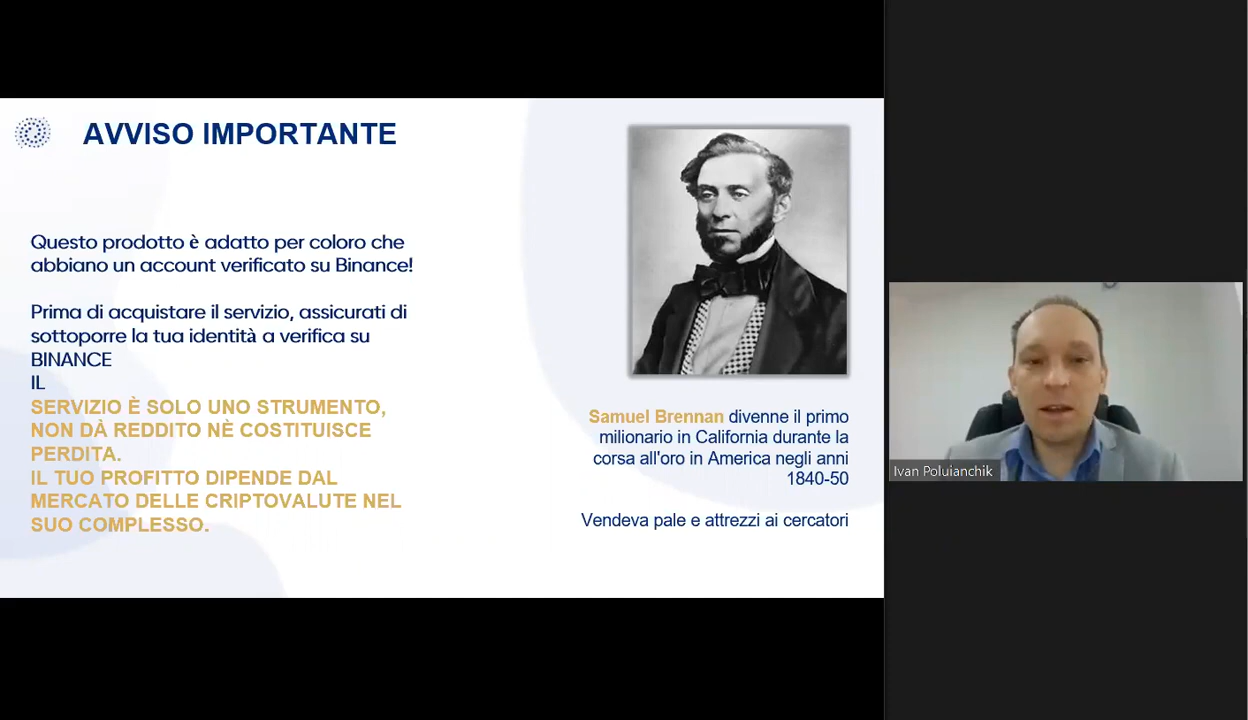 AVVISO IMPORTANTE
Questo prodotto è adatto per coloro che
abbiano un account verificato su Binance!
Prima di acquistare il servizio, assicurati di
sottoporre la tua identità a verifica su
BINANCE
IL
SERVIZIO È SOLO UNO STRUMENTO,
NON DÀ REDDITO NÈ COSTITUISCE
PERDITA.
IL TUO PROFITTO DIPENDE DAL
MERCATO DELLE CRIPTOVALUTE NEL
SUO COMPLESSO.
Samuel Brennan divenne il primo
milionario in California durante la
corsa all'oro in America negli anni
1840-50
Vendeva pale e attrezzi ai cercatori
Ivan Poluianchik